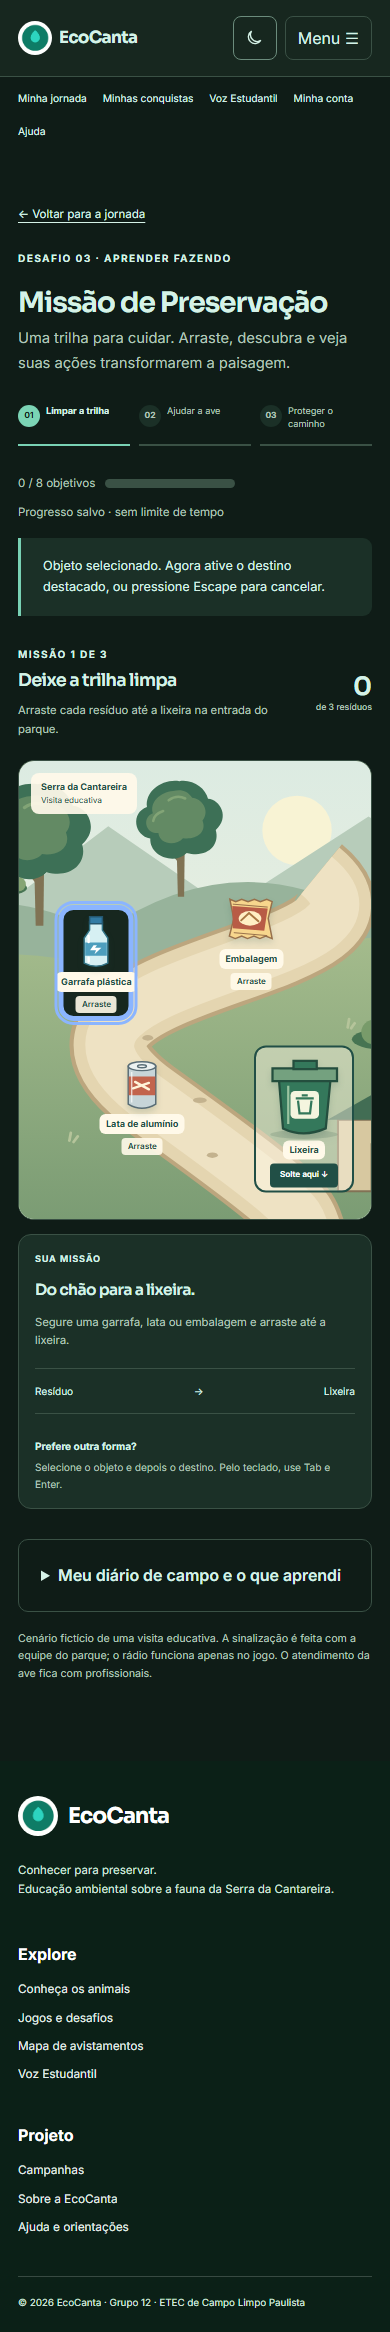 EcoCanta
Menu ☰
Minha jornada Minhas conquistas Voz Estudantil Minha conta
Ajuda
← Voltar para a jornada
DESAFIO 03 · APRENDER FAZENDO
Missão de Preservação
Uma trilha para cuidar. Arraste, descubra e veja
suas ações transformarem a paisagem.
01 Limpar a trilha
02 Ajudar a ave
03 Proteger o
caminho
0 / 8 objetivos
Progresso salvo · sem limite de tempo
Objeto selecionado. Agora ative o destino
destacado, ou pressione Escape para cancelar.
MISSÃO 1 DE 3
Deixe a trilha limpa
Arraste cada resíduo até a lixeira na entrada do
parque.
0
de 3 resíduos
Serra da Cantareira
Visita educativa
Embalagem
Arraste
Garrafa plástica
Arraste
Lata de alumínio
Arraste
Lixeira
Solte aqui ↓
SUA MISSÃO
Do chão para a lixeira.
Segure uma garrafa, lata ou embalagem e arraste até a
lixeira.
Resíduo → Lixeira
Prefere outra forma?
Selecione o objeto e depois o destino. Pelo teclado, use Tab e
Enter.
▶ Meu diário de campo e o que aprendi
Cenário fictício de uma visita educativa. A sinalização é feita com a
equipe do parque; o rádio funciona apenas no jogo. O atendimento da
ave fica com profissionais.
EcoCanta
Conhecer para preservar.
Educação ambiental sobre a fauna da Serra da Cantareira.
Explore
Conheça os animais
Jogos e desafios
Mapa de avistamentos
Voz Estudantil
Projeto
Campanhas
Sobre a EcoCanta
Ajuda e orientações
© 2026 EcoCanta · Grupo 12 · ETEC de Campo Limpo Paulista